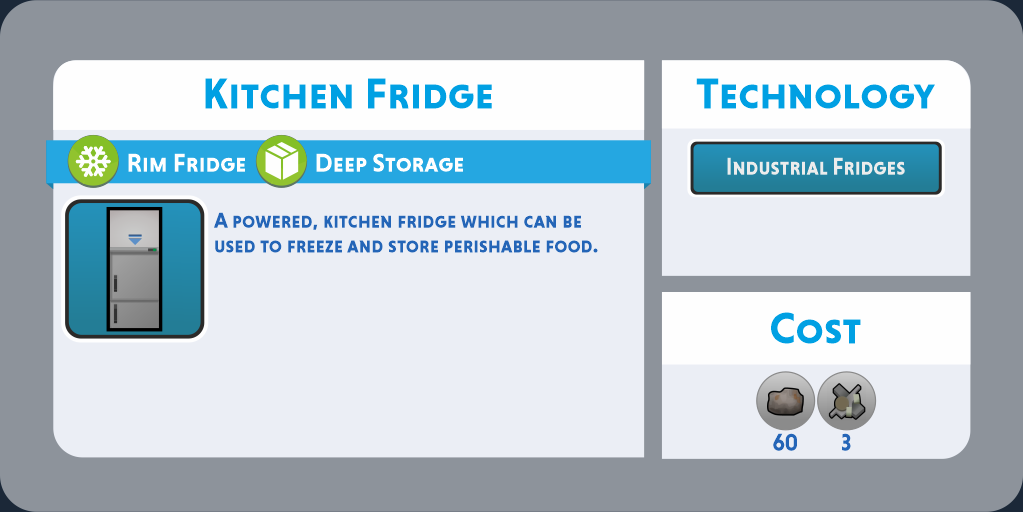 Kitchen Fridge
Rim Fridge
Deep Storage
A powered, kitchen fridge which can be
used to freeze and store perishable food.
Technology
Industrial Fridges
Cost
60
3